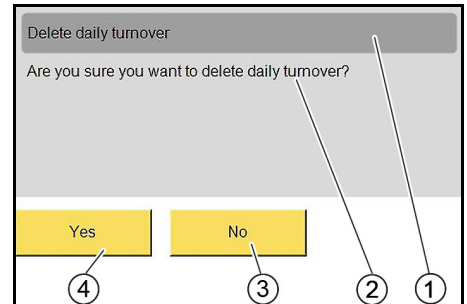 Delete daily turnover
Are you sure you want to delete daily turnover?
Yes
No
4
3
2
1